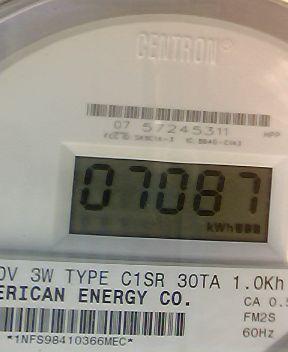 CENTRON®
07 57245311
07087
kWh
0V 3W TYPE C1SR 30TA 1.0Kh
ERICAN ENERGY CO.
CA 0.5
FM2S
60Hz
*1NFS98410366MEC*